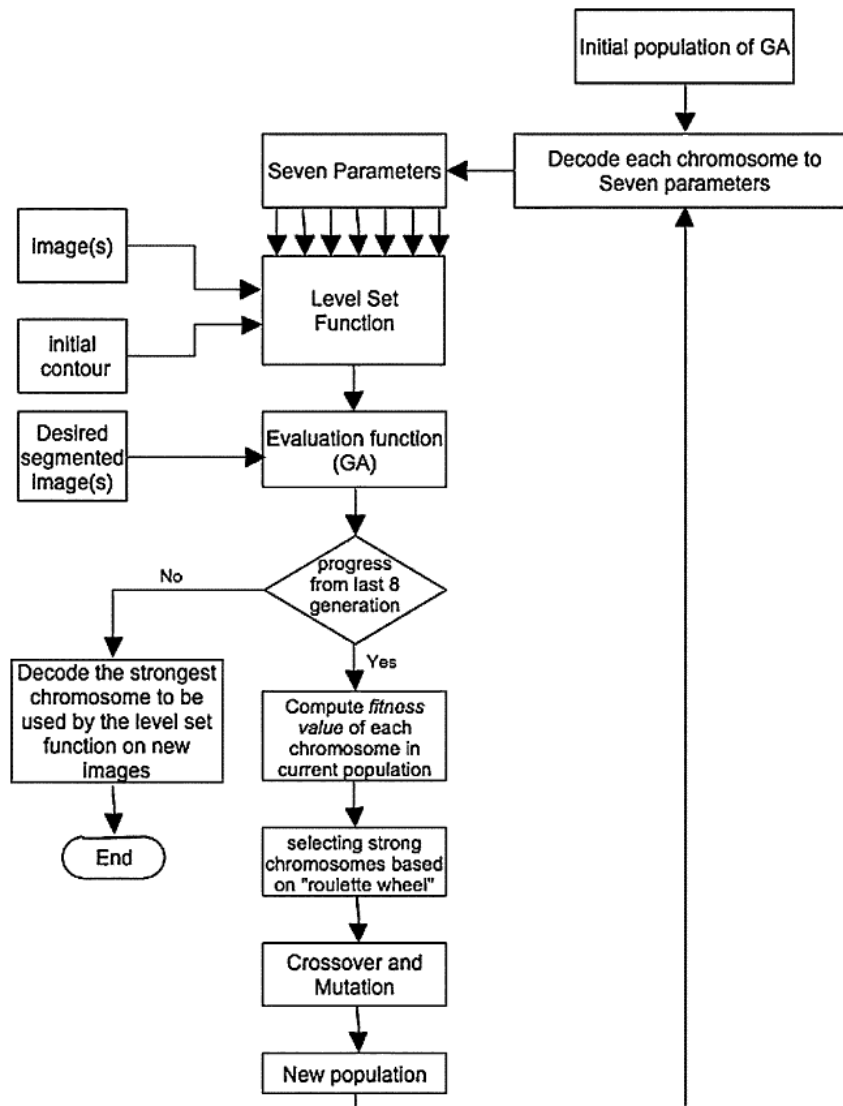 Initial population of GA
Decode each chromosome to
Seven parameters
Seven Parameters
image(s)
Level Set
Function
initial
contour
Desired
segmented
image(s)
Evaluation function
(GA)
progress
from last 8
generation
No
Yes
Decode the strongest
chromosome to be
used by the level set
function on new
images
End
Compute fitness
value of each
chromosome in
current population
selecting strong
chromosomes based
on "roulette wheel"
Crossover and
Mutation
New population